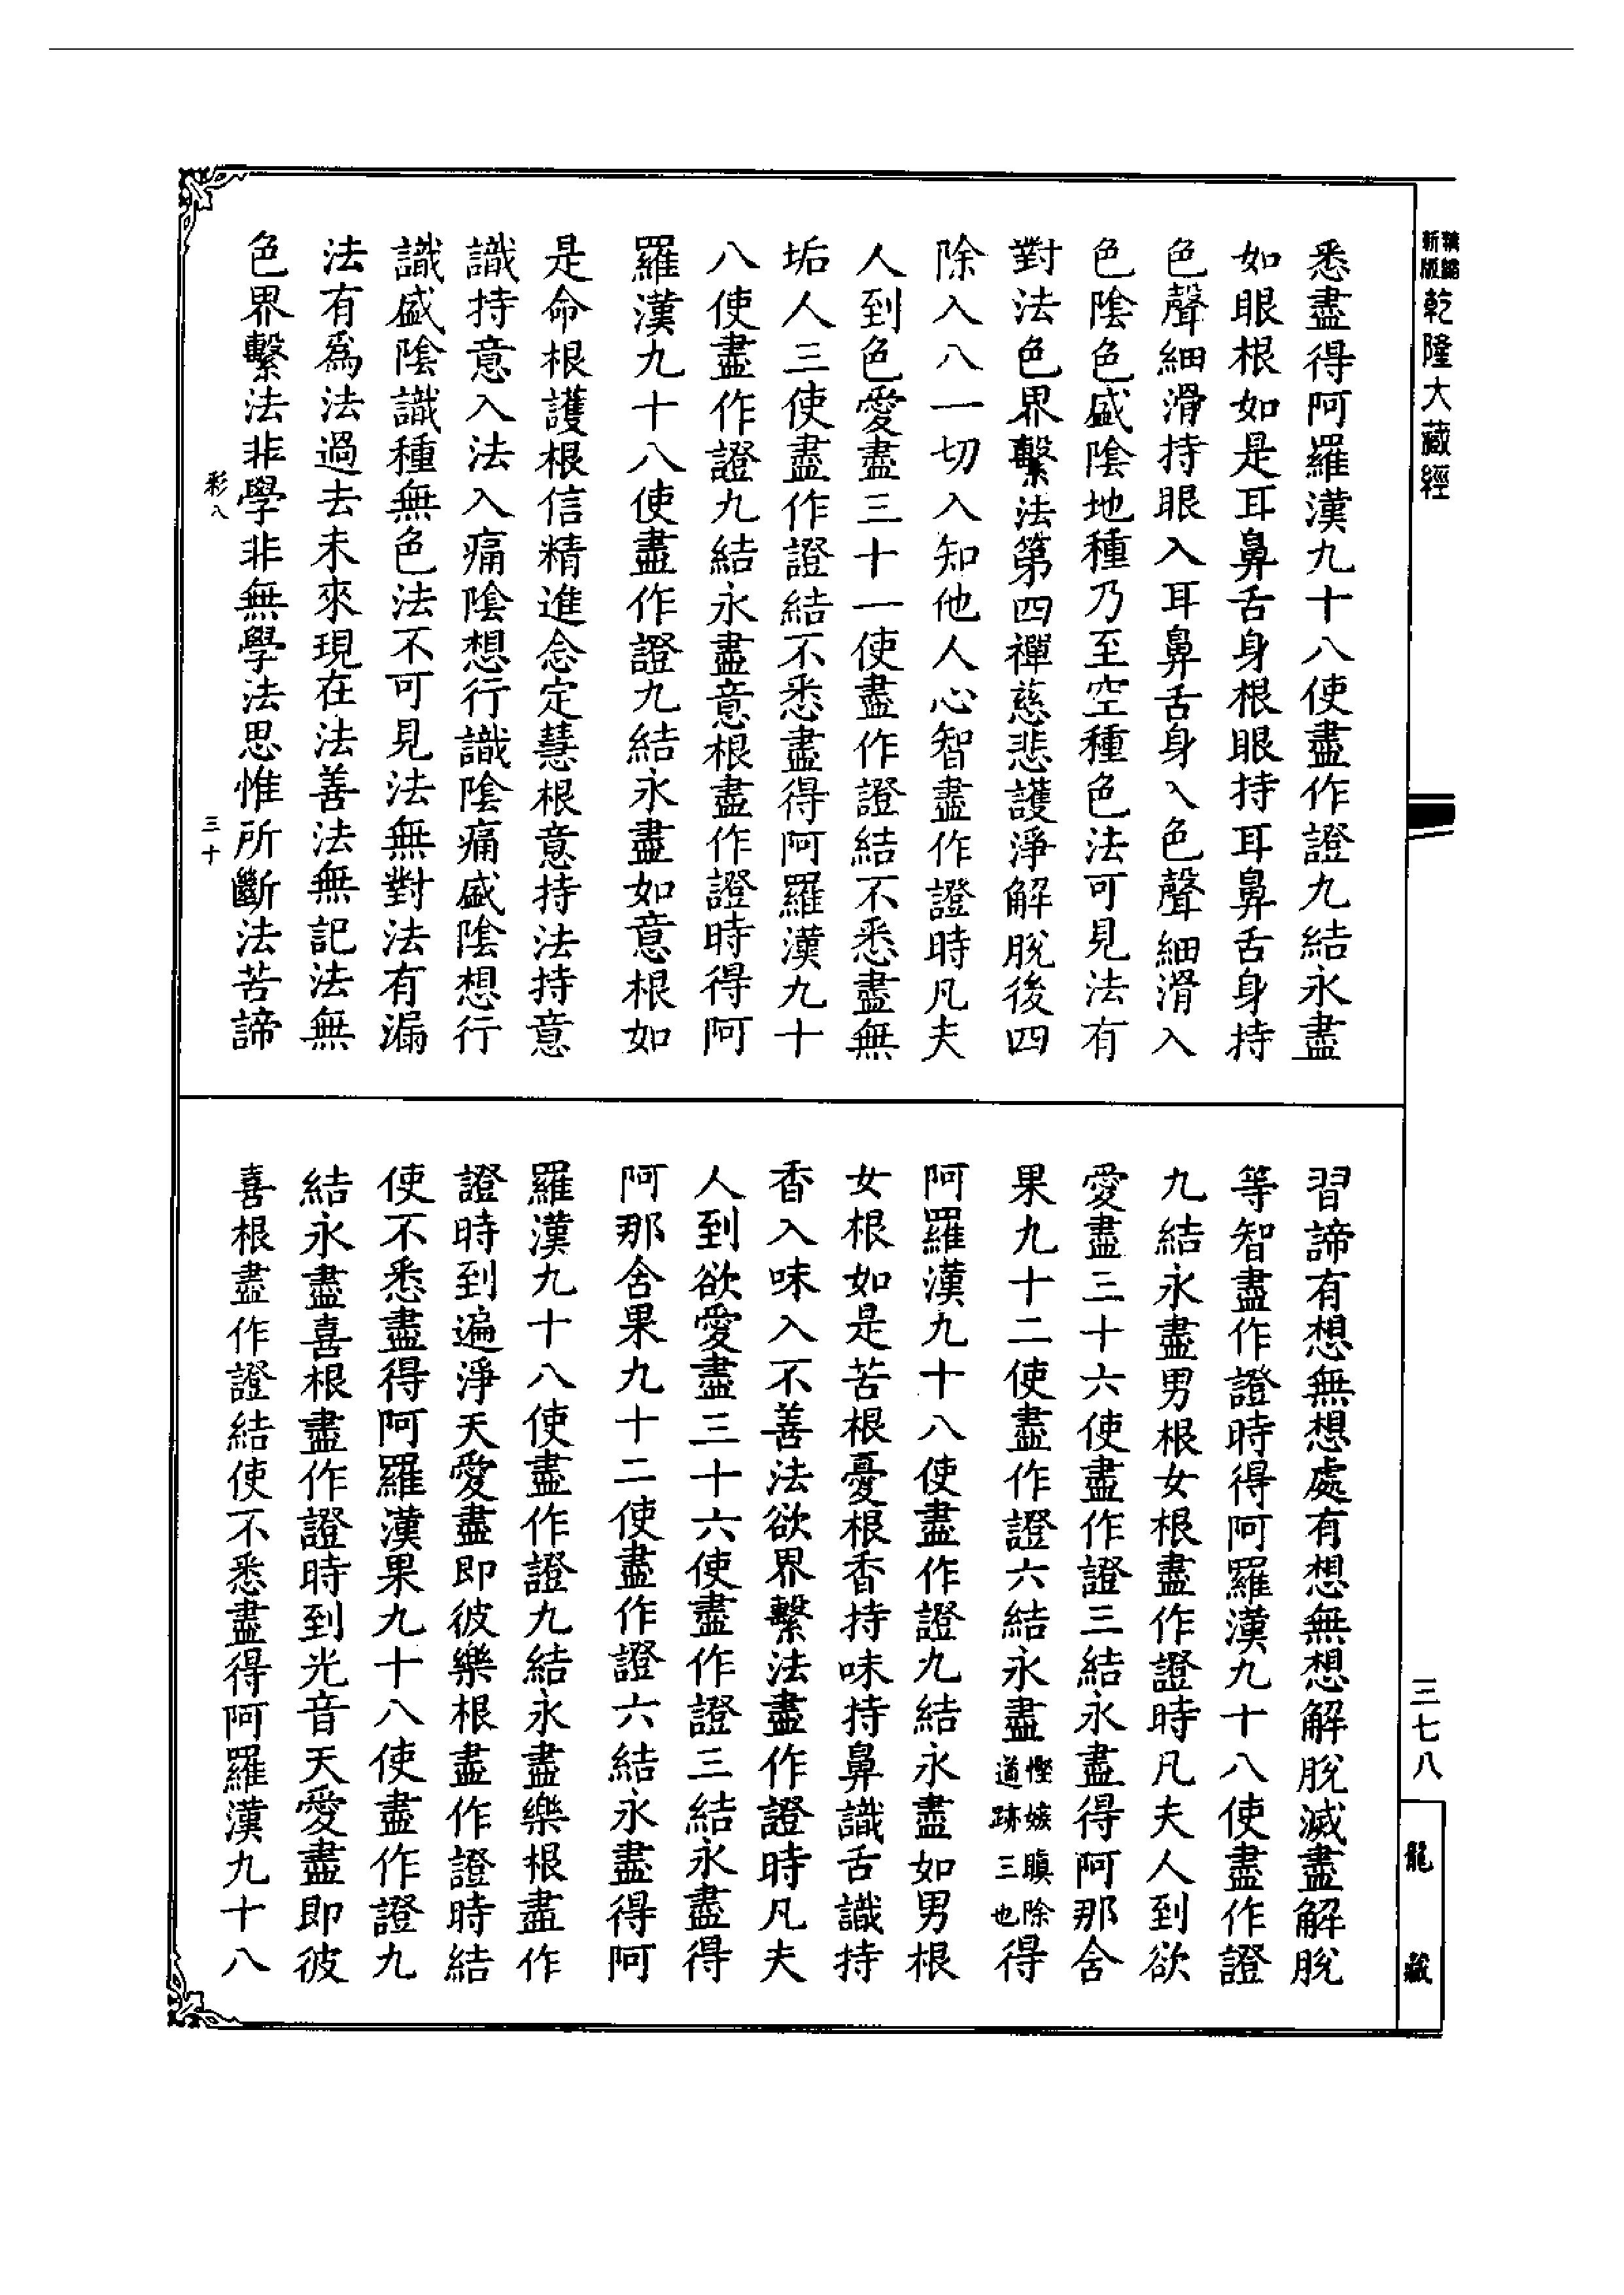 新編縮版 乾隆大藏經
悉盡得阿羅漢九十八使盡作證九結永盡
如眼根如是耳鼻舌身根眼持耳鼻舌身持
色聲細滑持眼入耳鼻舌身入色聲細滑入
色陰色盛陰地種乃至空種色法可見法有
對法色界繫法第四禪慈悲護淨解脫後四
除入八一切入知他人心智盡作證時凡夫
人到色愛盡三十一使盡作證結不悉盡無
垢人三使盡作證結不悉盡得阿羅漢九十
八使盡作證九結永盡意根盡作證時得阿
羅漢九十八使盡作證九結永盡如意根如
是命根護根信精進念定慧根意持法持意
識持意入法入痛陰想行識陰痛盛陰想行
識盛陰識種無色法不可見法無對法有漏
法有為法過去未來現在法善法無記法無
色界繫法非學非無學法思惟所斷法苦諦
彩八 三十
習諦有想無想處有想無想解脫滅盡解脫
等智盡作證時得阿羅漢九十八使盡作證
九結永盡男根女根盡作證時凡夫人到欲
愛盡三十六使盡作證三結永盡得阿那舍
果九十二使盡作證六結永盡慳嫉瞋除道跡三也得
阿羅漢九十八使盡作證九結永盡如男根
女根如是苦根憂根香持味持鼻識舌識持
香入味入不善法欲界繫法盡作證時凡夫
人到欲愛盡三十六使盡作證三結永盡得
阿那舍果九十二使盡作證六結永盡得阿
羅漢九十八使盡作證九結永盡樂根盡作
證時到遍淨天愛盡即彼樂根盡作證時結
使不悉盡得阿羅漢果九十八使盡作證九
結永盡喜根盡作證時到光音天愛盡即彼
喜根盡作證結使不悉盡得阿羅漢九十八
三七八
龍藏